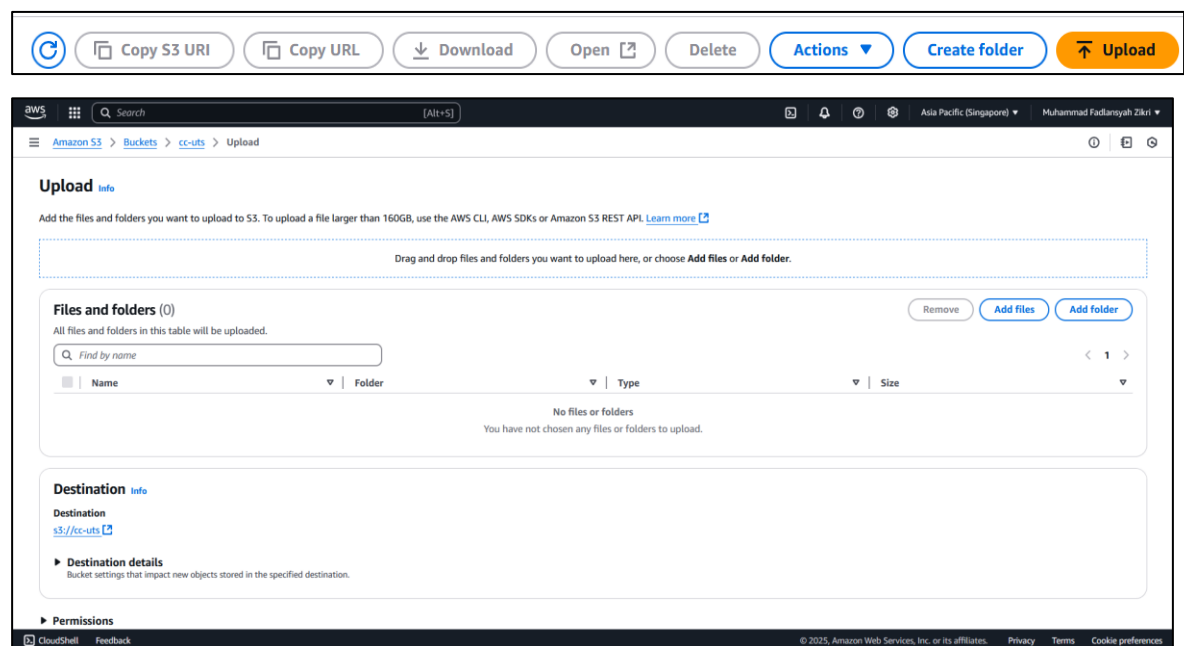 Copy S3 URI Copy URL Download Open Delete Actions Create folder Upload
aws Search [Alt+S] Asia Pacific (Singapore) Muhammad Fadlansyah Zikri
Amazon S3 > Buckets > cc-uts > Upload
Upload Info
Add the files and folders you want to upload to S3. To upload a file larger than 160GB, use the AWS CLI, AWS SDKs or Amazon S3 REST API. Learn more
Drag and drop files and folders you want to upload here, or choose Add files or Add folder.
Files and folders (0) Remove Add files Add folder
All files and folders in this table will be uploaded.
Find by name < 1 >
Name Folder Type Size
No files or folders
You have not chosen any files or folders to upload.
Destination Info
Destination
s3://cc-uts
Destination details
Bucket settings that impact new objects stored in the specified destination.
Permissions
CloudShell Feedback © 2025, Amazon Web Services, Inc. or its affiliates. Privacy Terms Cookie preferences